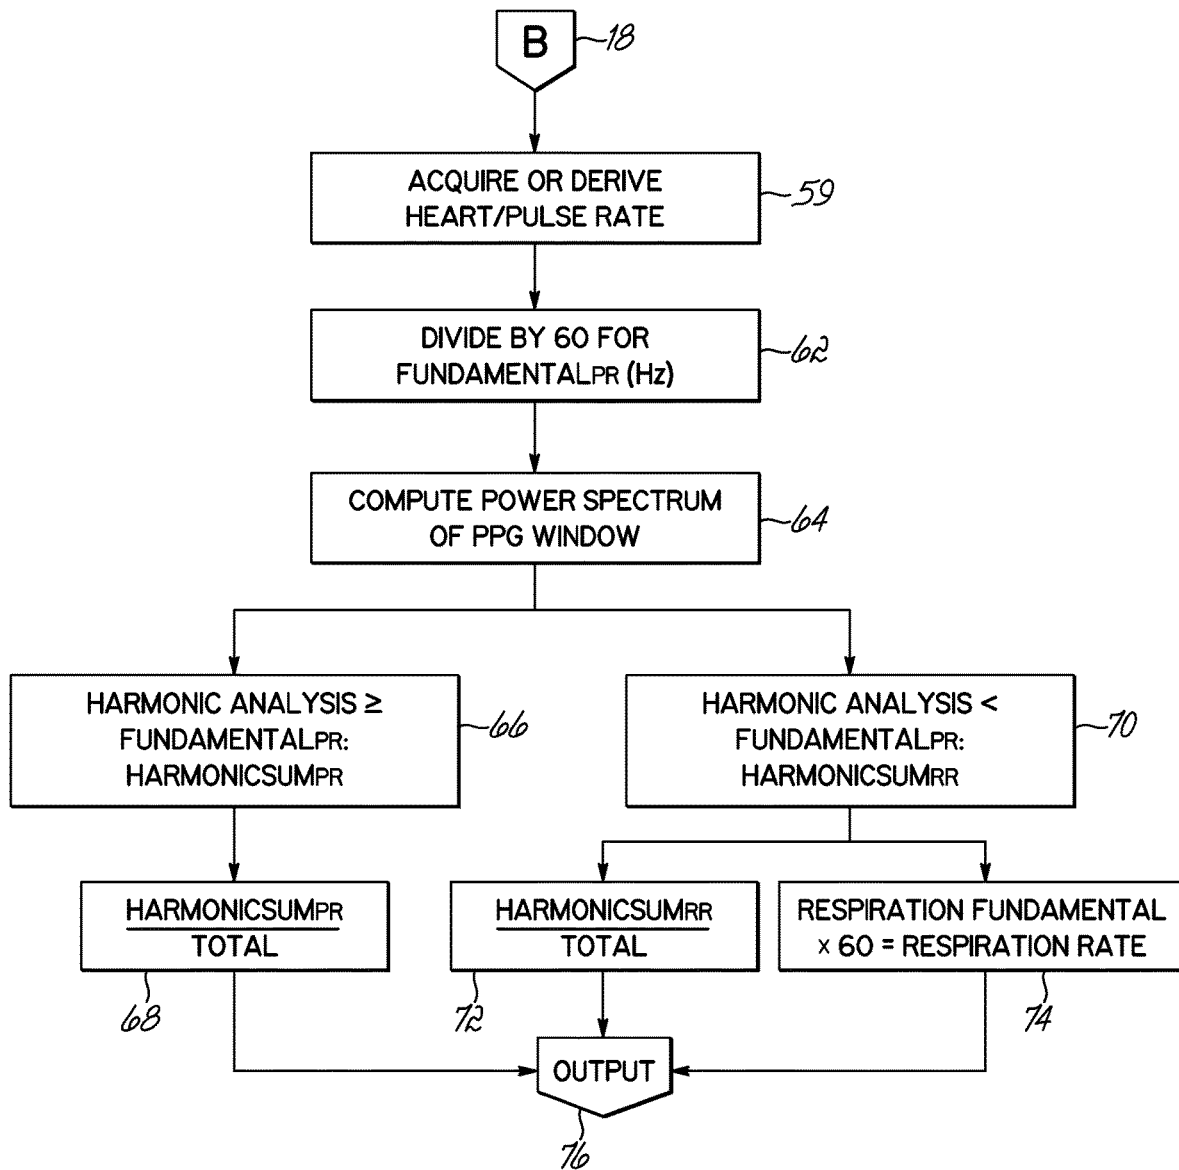 B
18
ACQUIRE OR DERIVE
HEART/PULSE RATE
59
DIVIDE BY 60 FOR
FUNDAMENTALPR (Hz)
62
COMPUTE POWER SPECTRUM
OF PPG WINDOW
64
HARMONIC ANALYSIS ≥
FUNDAMENTALPR:
HARMONICSUMPR
66
HARMONIC ANALYSIS <
FUNDAMENTALPR:
HARMONICSUMRR
70
HARMONICSUMPR
TOTAL
68
HARMONICSUMRR
TOTAL
72
RESPIRATION FUNDAMENTAL
x 60 = RESPIRATION RATE
74
OUTPUT
76